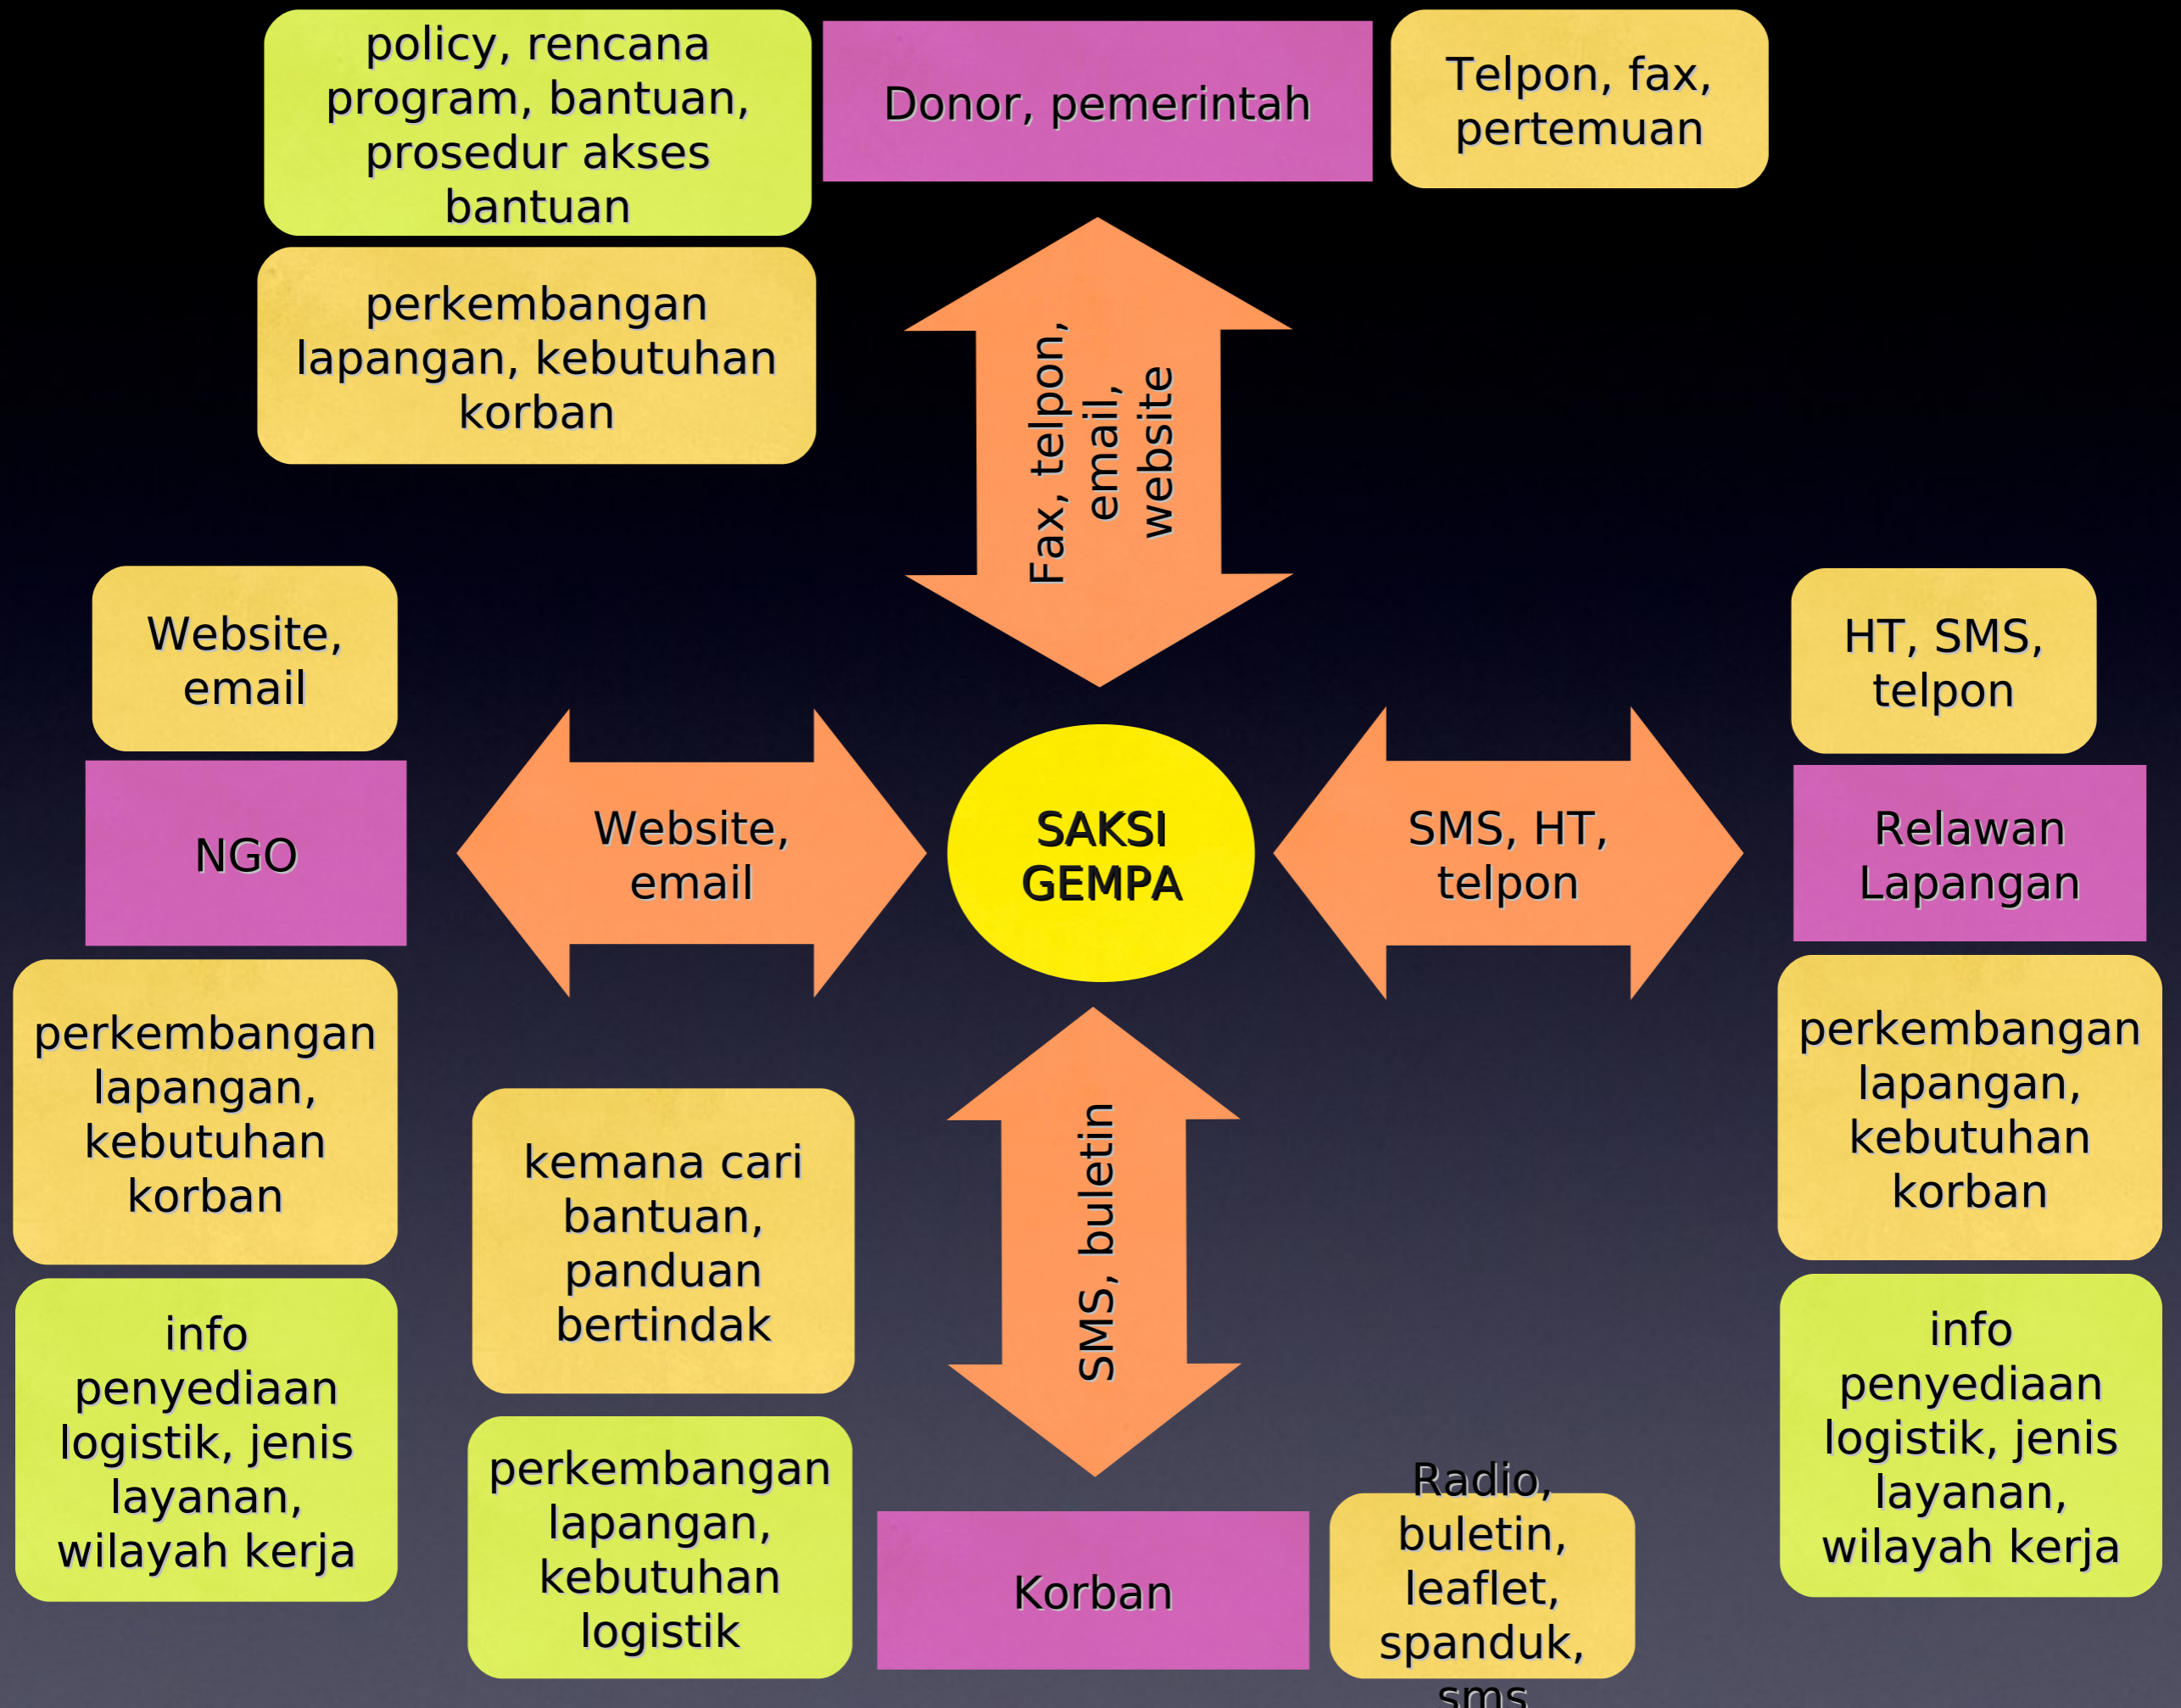 policy, rencana
program, bantuan,
prosedur akses
bantuan
Donor, pemerintah
Telpon, fax,
pertemuan
perkembangan
lapangan, kebutuhan
korban
Fax, telpon,
email,
website
Website,
email
HT, SMS,
telpon
NGO
Website,
email
SAKSI
GEMPA
SMS, HT,
telpon
Relawan
Lapangan
perkembangan
lapangan,
kebutuhan
korban
kemana cari
bantuan,
panduan
bertindak
SMS, buletin
perkembangan
lapangan,
kebutuhan
korban
info
penyediaan
logistik, jenis
layanan,
wilayah kerja
perkembangan
lapangan,
kebutuhan
logistik
Korban
Radio,
buletin,
leaflet,
spanduk,
sms
info
penyediaan
logistik, jenis
layanan,
wilayah kerja